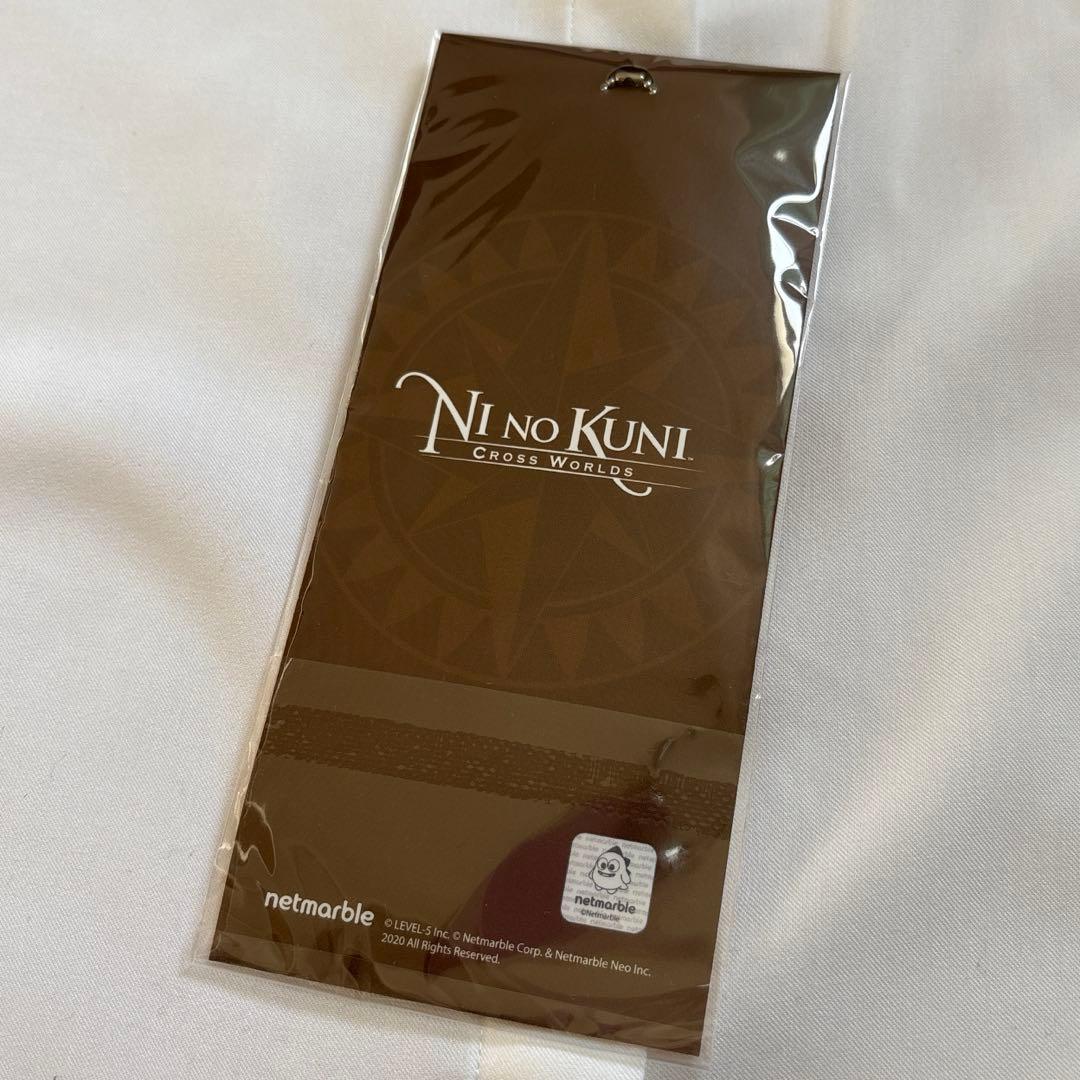 NI NO KUNI™
CROSS WORLDS
netmarble
© LEVEL-5 Inc. © Netmarble Corp. & Netmarble Neo Inc.
2020 All Rights Reserved.
netmarble
©Netmarble